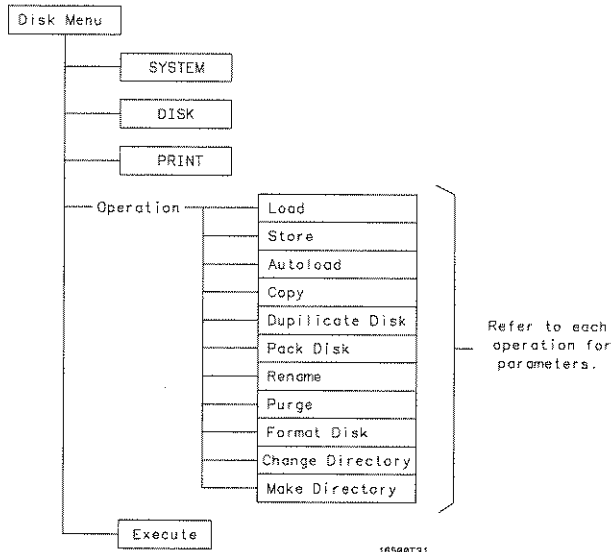 Disk Menu
SYSTEM
DISK
PRINT
Operation
Load
Store
Autoload
Copy
Dupilicate Disk
Pack Disk
Rename
Purge
Format Disk
Change Directory
Make Directory
Refer to each
operation for
parameters.
Execute
16500T31